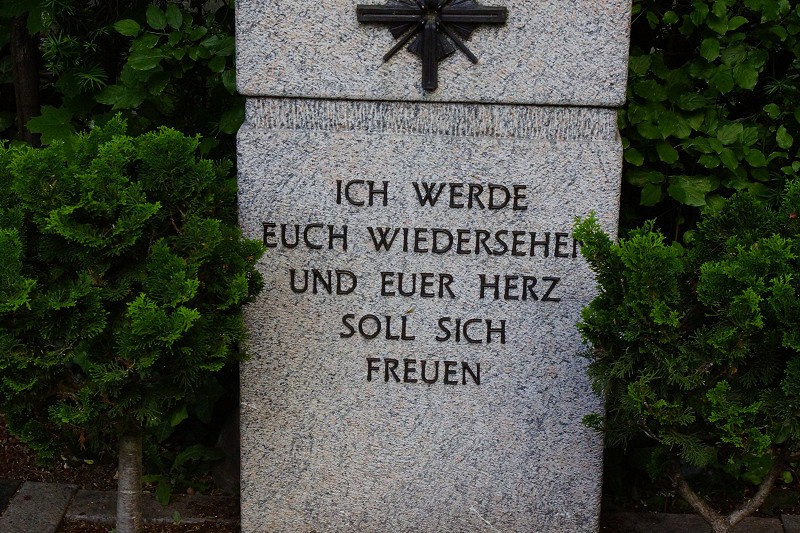 ICH WERDE
EUCH WIEDERSEHEN
UND EUER HERZ
SOLL SICH
FREUEN